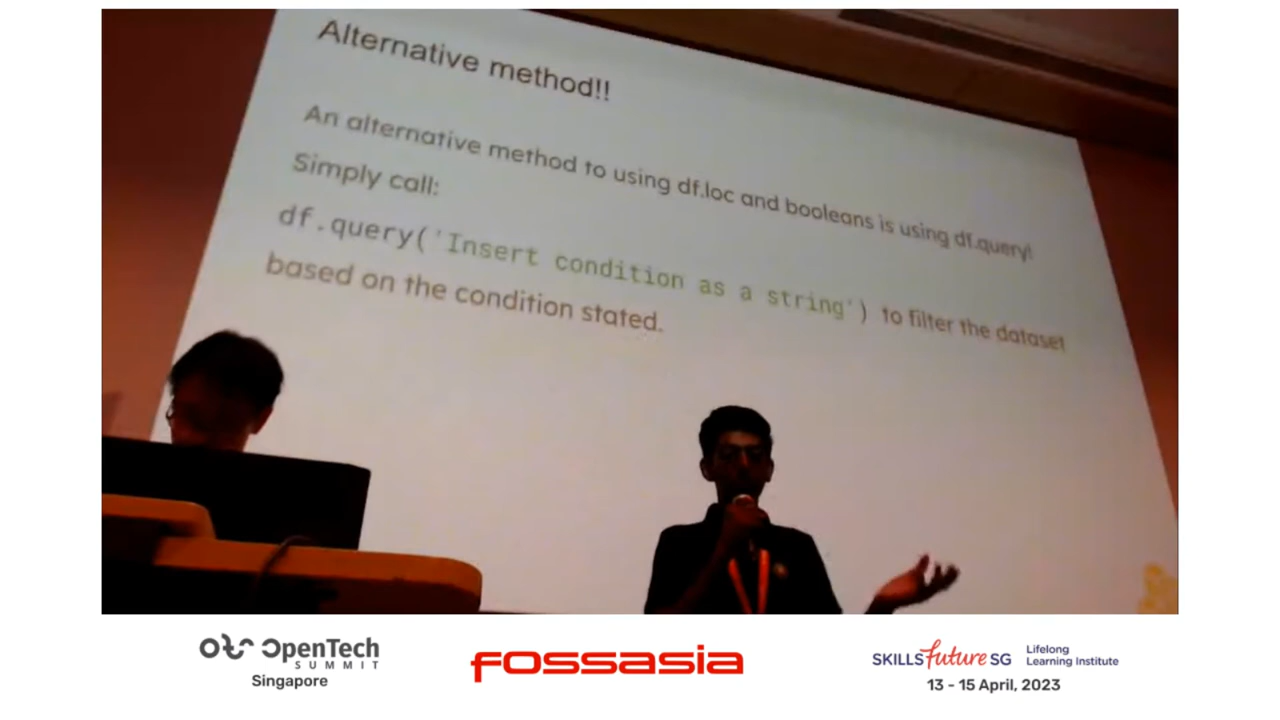 Alternative method!!
An alternative method to using df.loc and booleans is using df.query!
Simply call:
df.query('Insert condition as a string') to filter the dataset
based on the condition stated.
OpenTech
SUMMIT
Singapore
fossasia
SKILLS future SG
Lifelong
Learning Institute
13 - 15 April, 2023